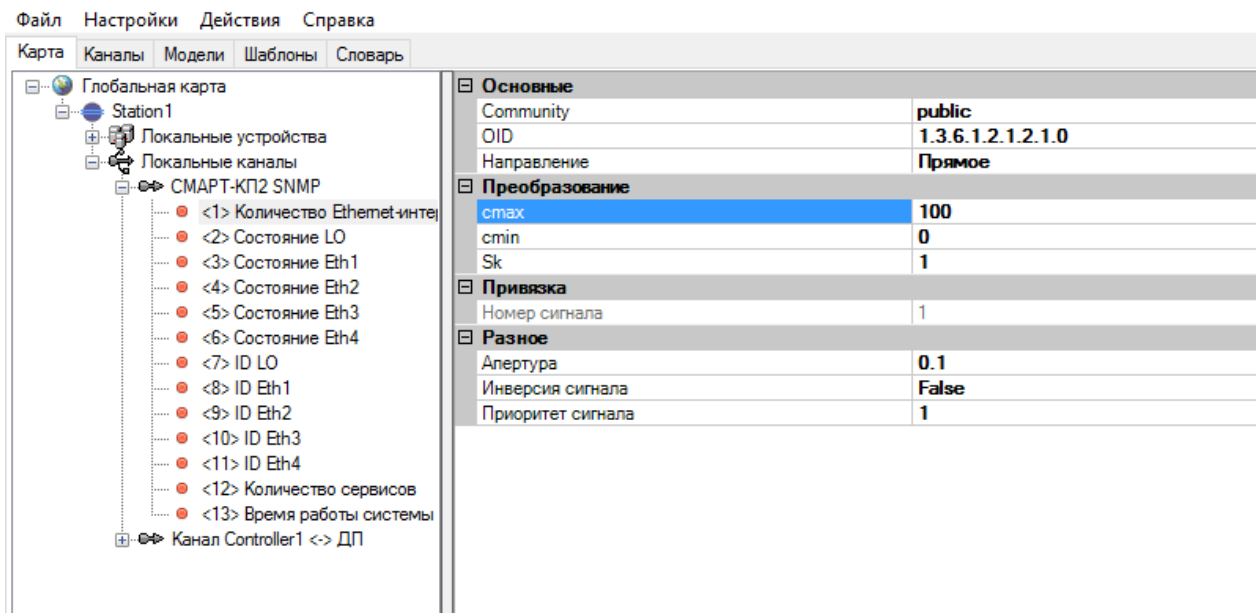 Файл Настройки Действия Справка
Карта Каналы Модели Шаблоны Словарь
Глобальная карта
Station1
Локальные устройства
Локальные каналы
СМАРТ-КП2 SNMP
<1> Количество Ethernet-интер
<2> Состояние LO
<3> Состояние Eth1
<4> Состояние Eth2
<5> Состояние Eth3
<6> Состояние Eth4
<7> ID LO
<8> ID Eth1
<9> ID Eth2
<10> ID Eth3
<11> ID Eth4
<12> Количество сервисов
<13> Время работы системы
Канал Controller1 <-> ДП
Основные
Community public
OID 1.3.6.1.2.1.2.1.0
Направление Прямое
Преобразование
cmax 100
cmin 0
Sk 1
Привязка
Номер сигнала 1
Разное
Апертура 0.1
Инверсия сигнала False
Приоритет сигнала 1